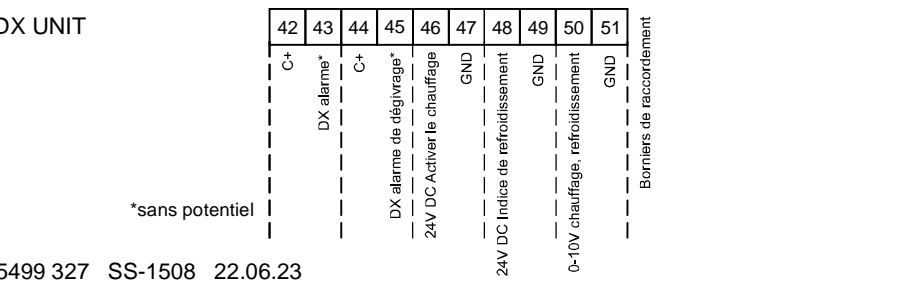 DX UNIT
42 43 44 45 46 47 48 49 50 51
C+
DX alarme*
C+
DX alarme de dégivrage*
24V DC Activer le chauffage
GND
24V DC Indice de refroidissement
GND
0-10V chauffage, refroidissement
GND
Borniers de raccordement
*sans potentiel
5499 327 SS-1508 22.06.23